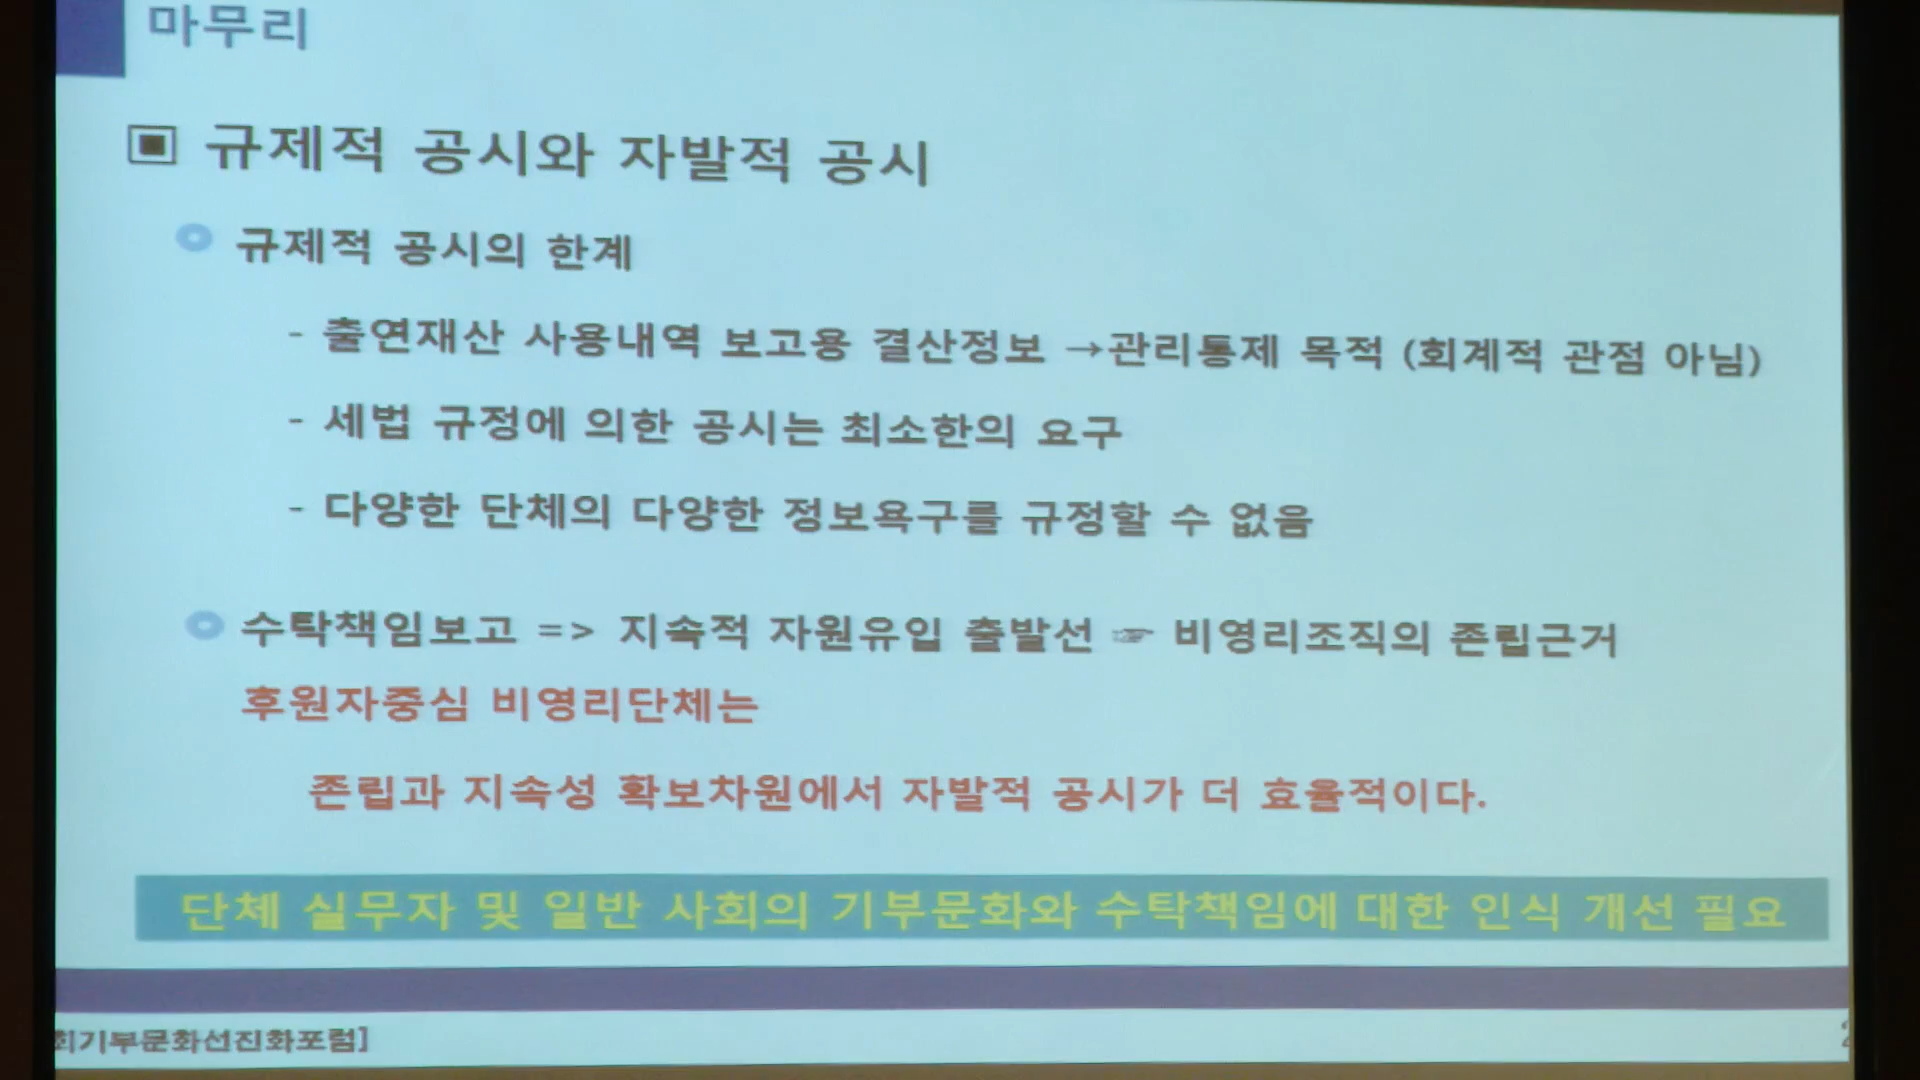 마무리
▣ 규제적 공시와 자발적 공시
규제적 공시의 한계
- 출연재산 사용내역 보고용 결산정보 →관리통제 목적 (회계적 관점 아님)
- 세법 규정에 의한 공시는 최소한의 요구
- 다양한 단체의 다양한 정보욕구를 규정할 수 없음
수탁책임보고 => 지속적 자원유입 출발선 ☞ 비영리조직의 존립근거
후원자중심 비영리단체는
존립과 지속성 확보차원에서 자발적 공시가 더 효율적이다.
단체 실무자 및 일반 사회의 기부문화와 수탁책임에 대한 인식 개선 필요
회기부문화선진화포럼]